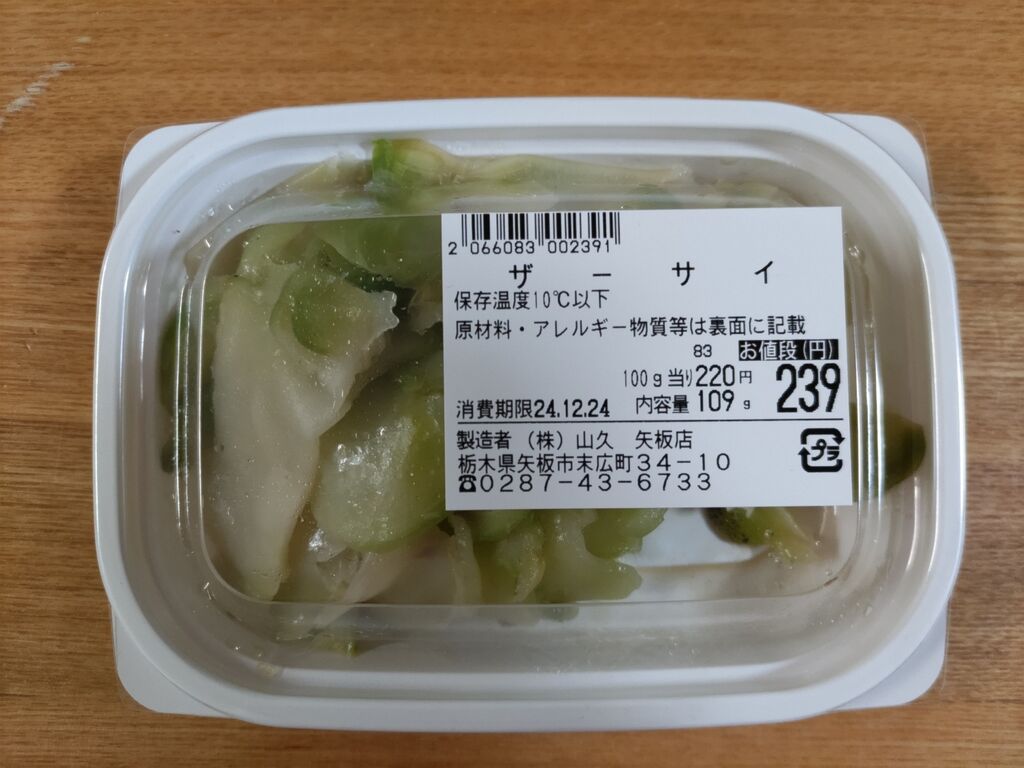 2 066083 002391
ザーサイ
保存温度10℃以下
原材料・アレルギー物質等は裏面に記載
83 お値段(円)
100g当り220円 239
消費期限24.12.24 内容量 109g
製造者 (株)山久 矢板店
栃木県矢板市末広町34-10
☎0287-43-6733
プラ